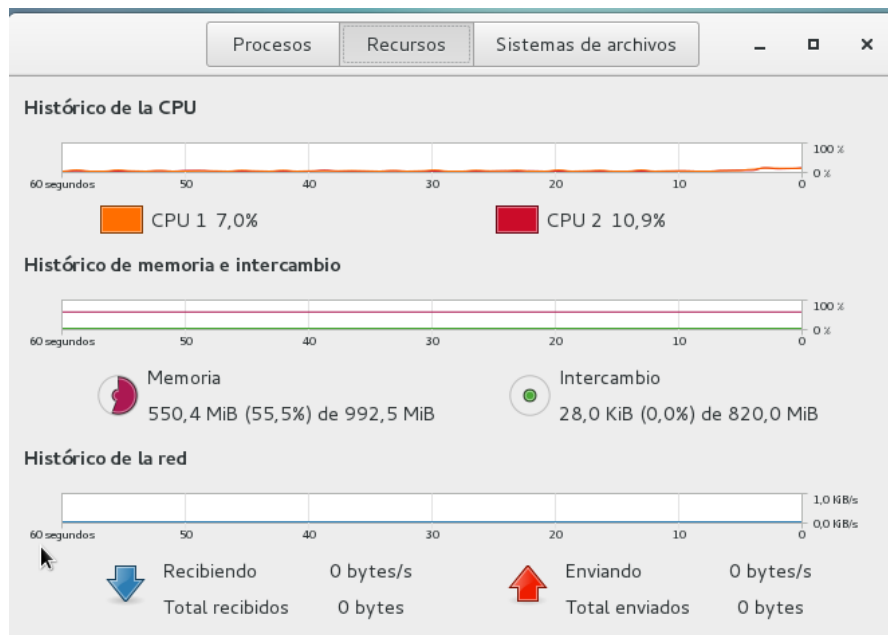 Procesos Recursos Sistemas de archivos
Histórico de la CPU
100 %
0 %
60 segundos 50 40 30 20 10 0
CPU 1 7,0% CPU 2 10,9%
Histórico de memoria e intercambio
100 %
0 %
60 segundos 50 40 30 20 10 0
Memoria Intercambio
550,4 MiB (55,5%) de 992,5 MiB 28,0 KiB (0,0%) de 820,0 MiB
Histórico de la red
1,0 KiB/s
0,0 KiB/s
60 segundos 50 40 30 20 10 0
Recibiendo 0 bytes/s Enviando 0 bytes/s
Total recibidos 0 bytes Total enviados 0 bytes